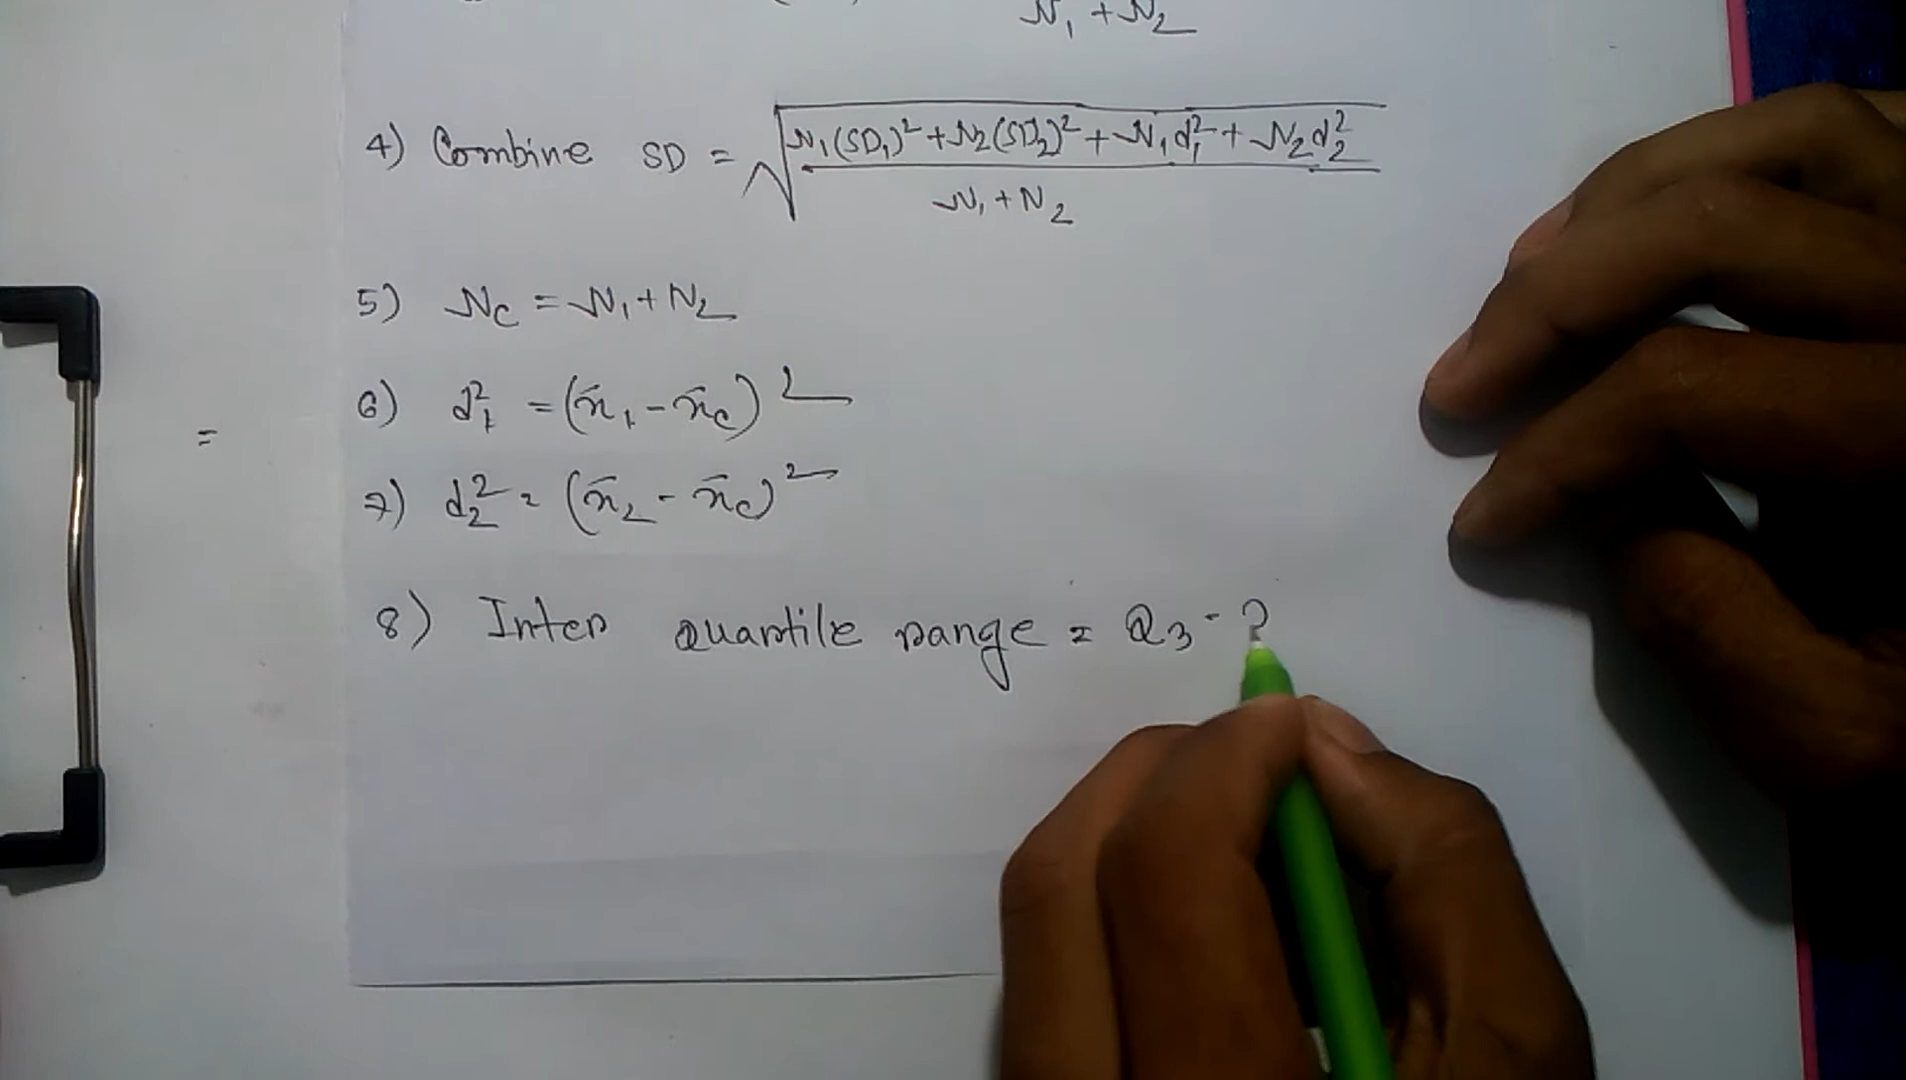 N₁ + N₂
4) Combine SD = √((N₁(SD₁)² + N₂(SD₂)² + N₁d₁² + N₂d₂²) / (N₁ + N₂))
5) Nc = N₁ + N₂
6) d₁² = (x̄₁ - x̄c)²
=
7) d₂² = (x̄₂ - x̄c)²
8) Inter quartile range = Q₃ -